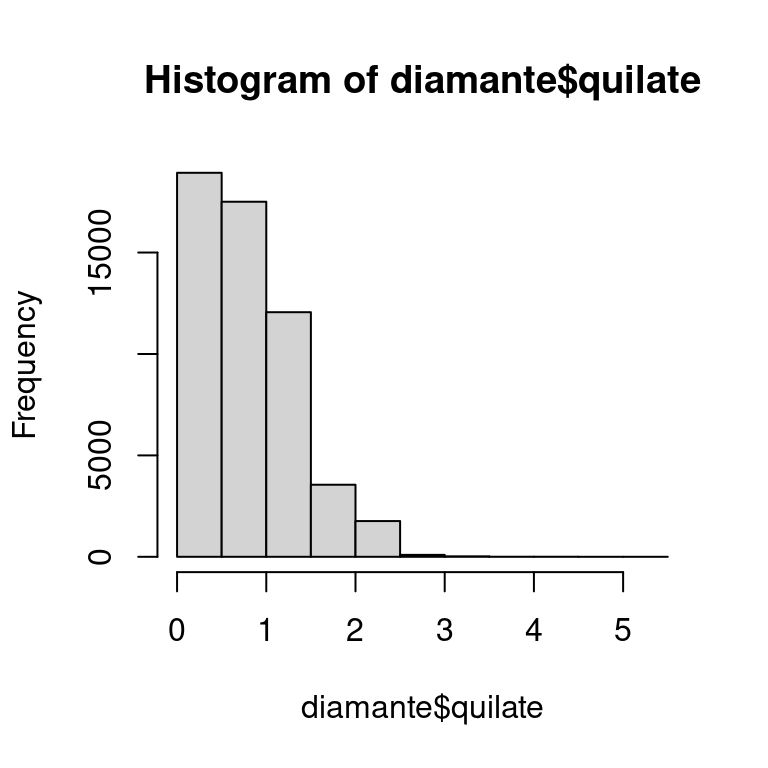 Histogram of diamante$quilate
Frequency
15000
5000
0
0 1 2 3 4 5
diamante$quilate